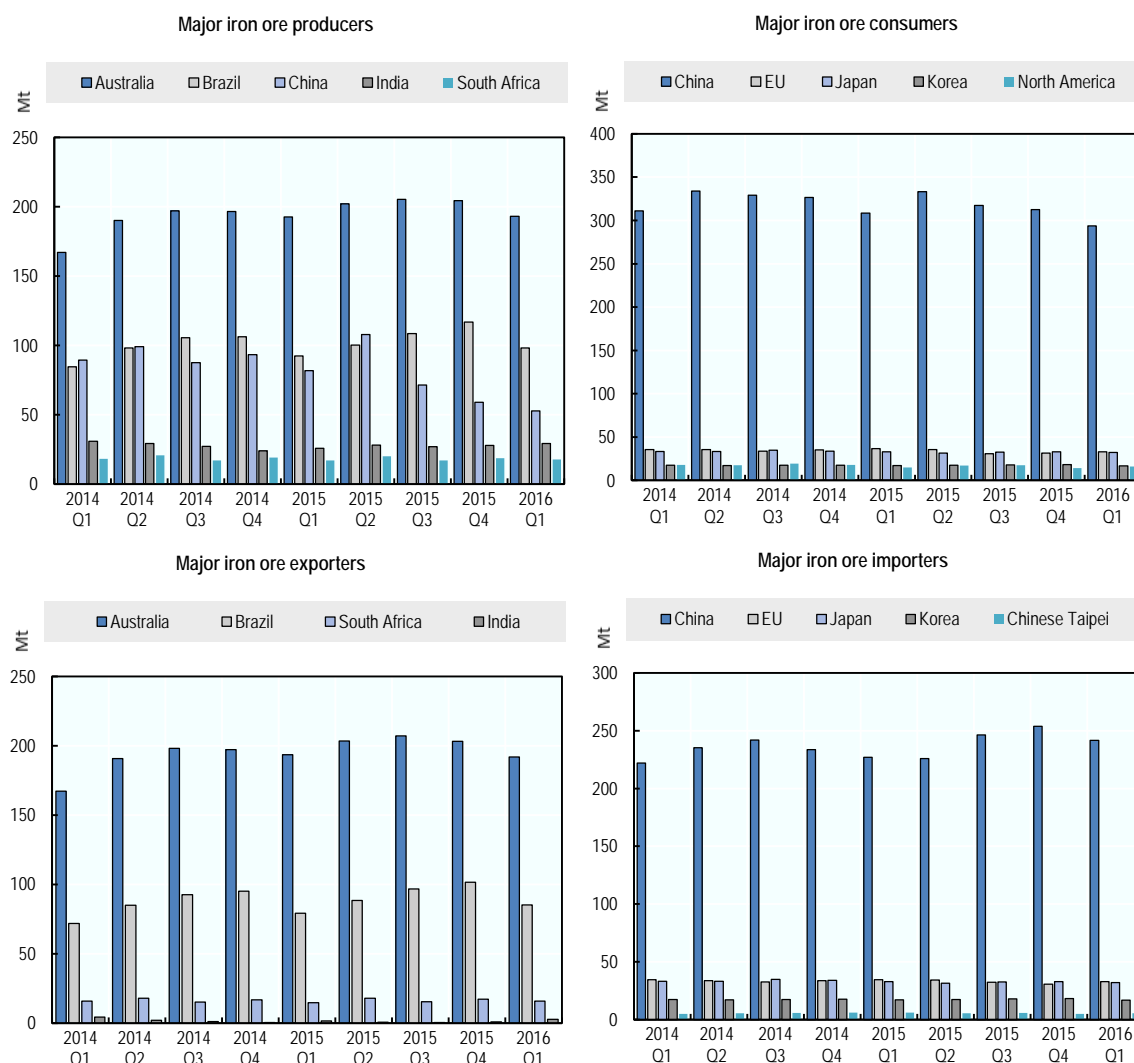 Major iron ore producers
Australia Brazil China India South Africa
Mt
250
200
150
100
50
0
2014 2014 2014 2014 2015 2015 2015 2015 2016
Q1 Q2 Q3 Q4 Q1 Q2 Q3 Q4 Q1
Major iron ore consumers
China EU Japan Korea North America
Mt
400
350
300
250
200
150
100
50
0
2014 2014 2014 2014 2015 2015 2015 2015 2016
Q1 Q2 Q3 Q4 Q1 Q2 Q3 Q4 Q1
Major iron ore exporters
Australia Brazil South Africa India
Mt
250
200
150
100
50
0
2014 2014 2014 2014 2015 2015 2015 2015 2016
Q1 Q2 Q3 Q4 Q1 Q2 Q3 Q4 Q1
Major iron ore importers
China EU Japan Korea Chinese Taipei
Mt
300
250
200
150
100
50
0
2014 2014 2014 2014 2015 2015 2015 2015 2016
Q1 Q2 Q3 Q4 Q1 Q2 Q3 Q4 Q1